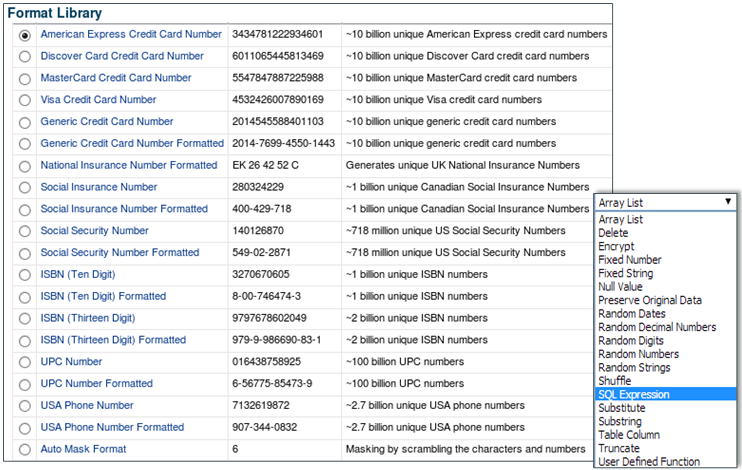 Format Library
American Express Credit Card Number 3434781222934601 ~10 billion unique American Express credit card numbers
Discover Card Credit Card Number 6011065445813469 ~10 billion unique Discover Card credit card numbers
MasterCard Credit Card Number 5547847887225988 ~10 billion unique MasterCard credit card numbers
Visa Credit Card Number 4532426007890169 ~10 billion unique Visa credit card numbers
Generic Credit Card Number 2014545588401103 ~10 billion unique generic credit card numbers
Generic Credit Card Number Formatted 2014-7699-4550-1443 ~10 billion unique generic credit card numbers
National Insurance Number Formatted EK 26 42 52 C Generates unique UK National Insurance Numbers
Social Insurance Number 280324229 ~1 billion unique Canadian Social Insurance Numbers
Social Insurance Number Formatted 400-429-718 ~1 billion unique Canadian Social Insurance Numbers
Social Security Number 140126870 ~718 million unique US Social Security Numbers
Social Security Number Formatted 549-02-2871 ~718 million unique US Social Security Numbers
ISBN (Ten Digit) 3270670605 ~1 billion unique ISBN numbers
ISBN (Ten Digit) Formatted 8-00-746474-3 ~1 billion unique ISBN numbers
ISBN (Thirteen Digit) 9797678602049 ~2 billion unique ISBN numbers
ISBN (Thirteen Digit) Formatted 979-9-986690-83-1 ~2 billion unique ISBN numbers
UPC Number 016438758925 ~100 billion UPC numbers
UPC Number Formatted 6-56775-85473-9 ~100 billion UPC numbers
USA Phone Number 7132619872 ~2.7 billion unique USA phone numbers
USA Phone Number Formatted 907-344-0832 ~2.7 billion unique USA phone numbers
Auto Mask Format 6 Masking by scrambling the characters and numbers
Array List
Array List
Delete
Encrypt
Fixed Number
Fixed String
Null Value
Preserve Original Data
Random Dates
Random Decimal Numbers
Random Digits
Random Numbers
Random Strings
Shuffle
SQL Expression
Substitute
Substring
Table Column
Truncate
User Defined Function